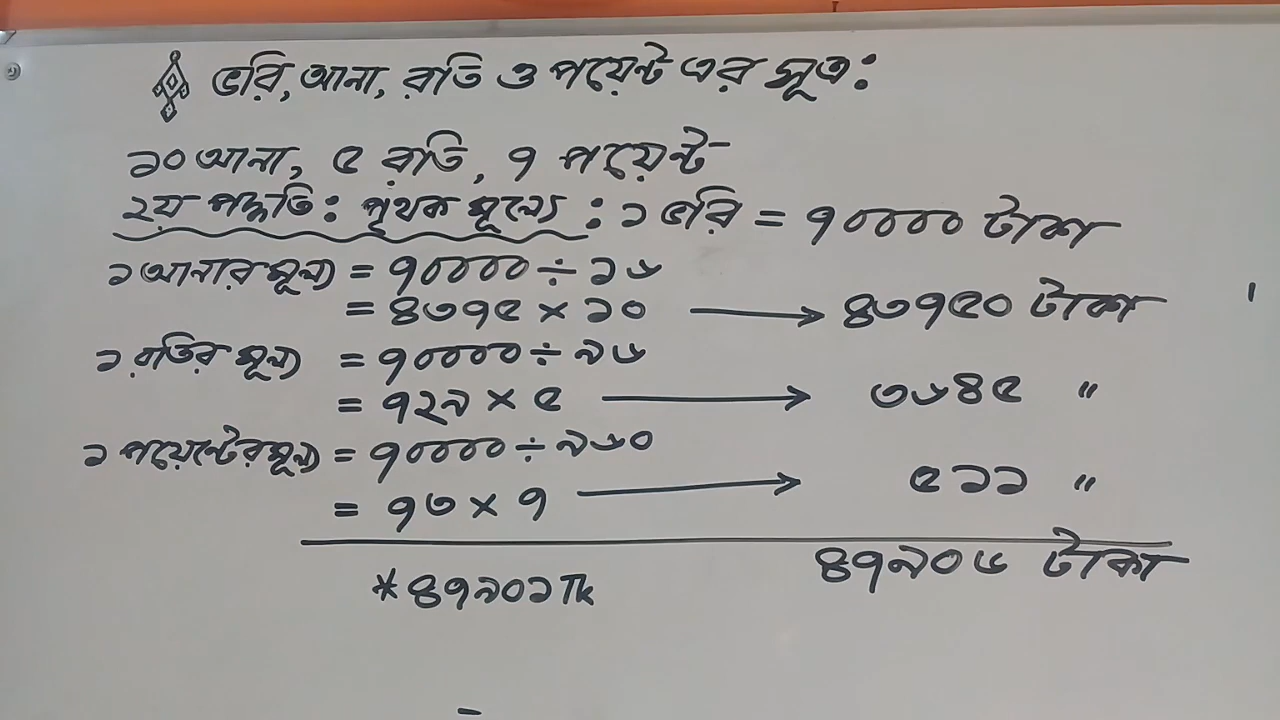 ভরি, আনা, রতি ও পয়েন্ট এর সূত্র:
১০ আনা, ৫ রতি, ৭ পয়েন্ট
২য় পদ্ধতি: পৃথক মূল্যে: ১ ভরি = ৭০০০০ টাকা
১ আনার মূল্য = ৭০০০০ ÷ ১৬
= ৪৩৭৫ × ১০ → ৪৩৭৫০ টাকা
১ রতির মূল্য = ৭০০০০ ÷ ৯৬
= ৭২৯ × ৫ → ৩৬৪৫ "
১ পয়েন্টের মূল্য = ৭০০০০ ÷ ৯৬০
= ৭৩ × ৭ → ৫১১ "
৪৭৯০৬ টাকা
*৪৭৯০১ Tk